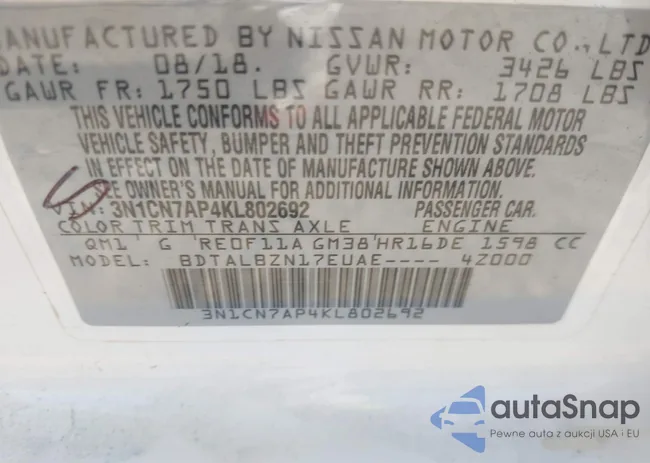 MANUFACTURED BY NISSAN MOTOR CO., LTD
DATE: 08/18. GVWR: 3426 LBS
GAWR FR: 1750 LBS GAWR RR: 1708 LBS
THIS VEHICLE CONFORMS TO ALL APPLICABLE FEDERAL MOTOR
VEHICLE SAFETY, BUMPER AND THEFT PREVENTION STANDARDS
IN EFFECT ON THE DATE OF MANUFACTURE SHOWN ABOVE.
SEE OWNER'S MANUAL FOR ADDITIONAL INFORMATION.
VIN: 3N1CN7AP4KL802692 PASSENGER CAR.
COLOR TRIM TRANS AXLE ENGINE
QM1 G RE0F11A GM38 HR16DE 1598 CC
MODEL: BDTALBZN17EUAE---- 4Z000
3N1CN7AP4KL802692
autoSnap
Pewne auta z aukcji USA i EU